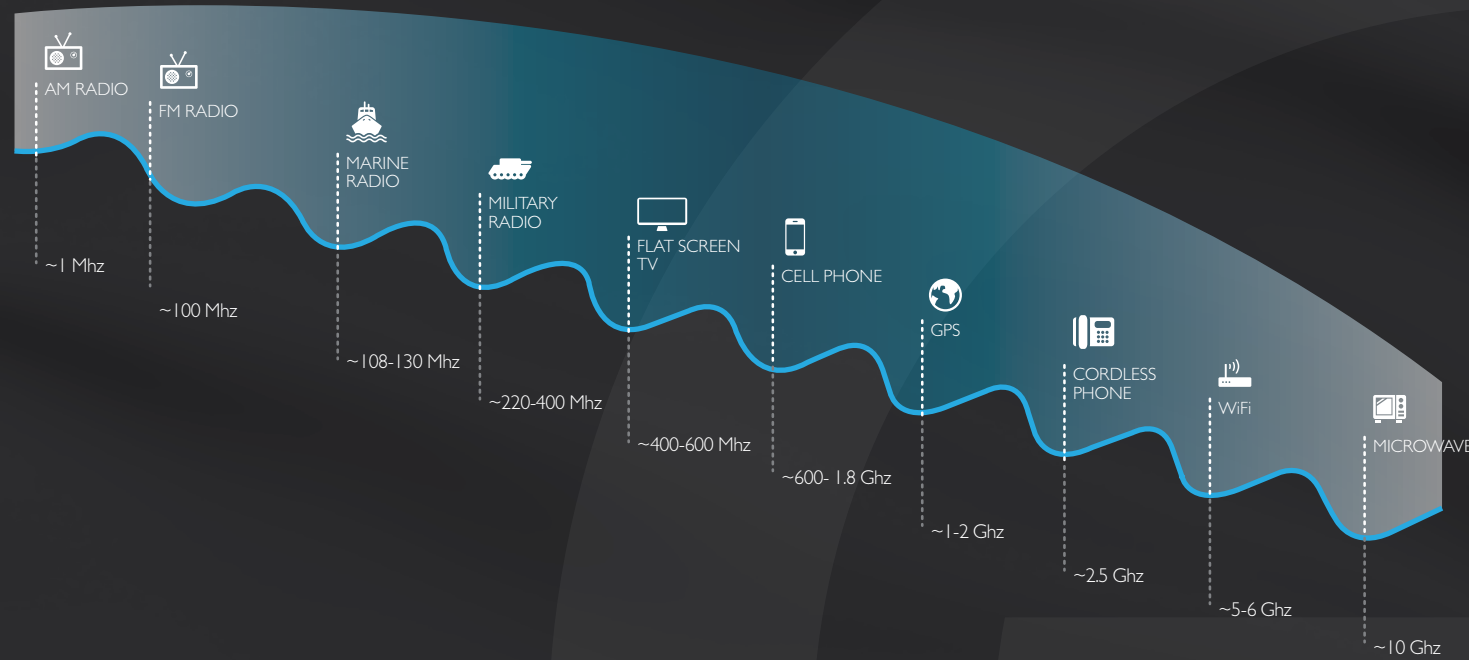 AM RADIO
~1 Mhz
FM RADIO
~100 Mhz
MARINE
RADIO
~108-130 Mhz
MILITARY
RADIO
~220-400 Mhz
FLAT SCREEN
TV
~400-600 Mhz
CELL PHONE
~600- 1.8 Ghz
GPS
~1-2 Ghz
CORDLESS
PHONE
~2.5 Ghz
WiFi
~5-6 Ghz
MICROWAVE
~10 Ghz